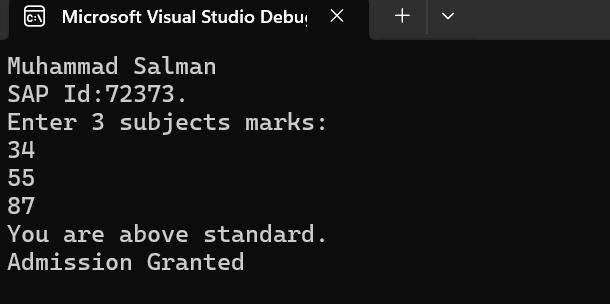 Microsoft Visual Studio Debu
Muhammad Salman
SAP Id:72373.
Enter 3 subjects marks:
34
55
87
You are above standard.
Admission Granted